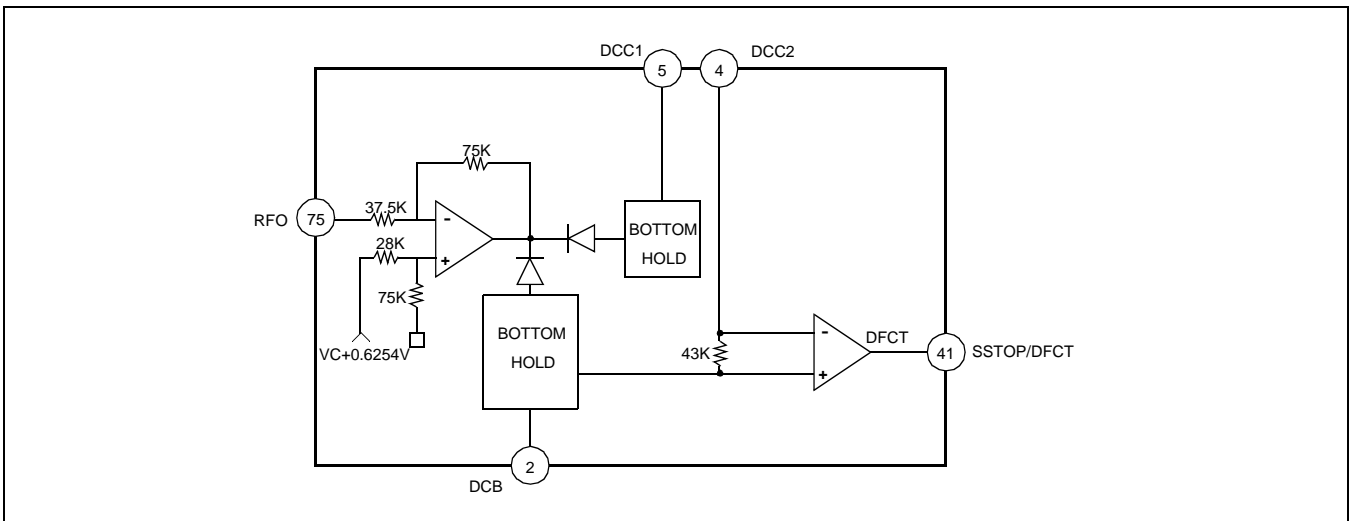 DCC1
5
4
DCC2
75K
RFO
75
37.5K
-
28K
+
75K
VC+0.6254V
BOTTOM
HOLD
BOTTOM
HOLD
43K
-
+
DFCT
41
SSTOP/DFCT
2
DCB